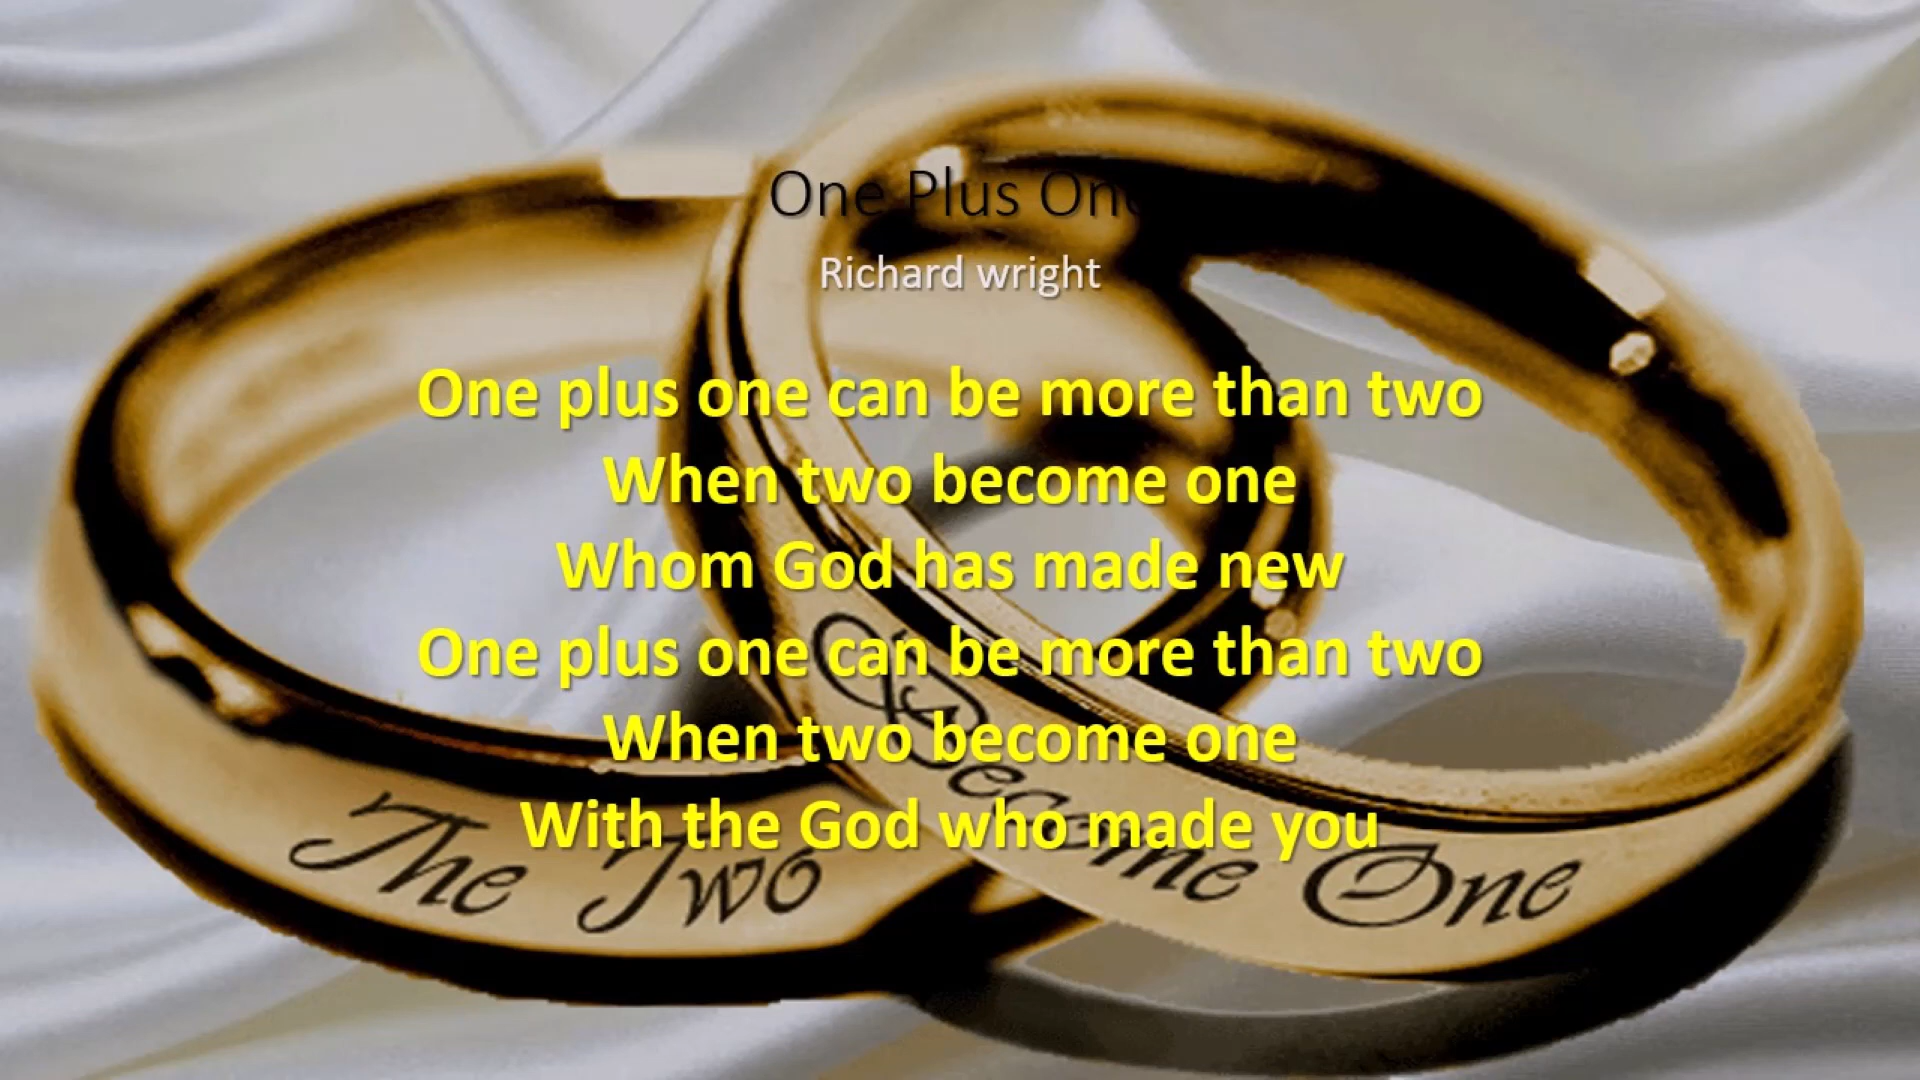 One Plus One
Richard wright
One plus one can be more than two
When two become one
Whom God has made new
One plus one can be more than two
When two become one
With the God who made you
The Two Become One